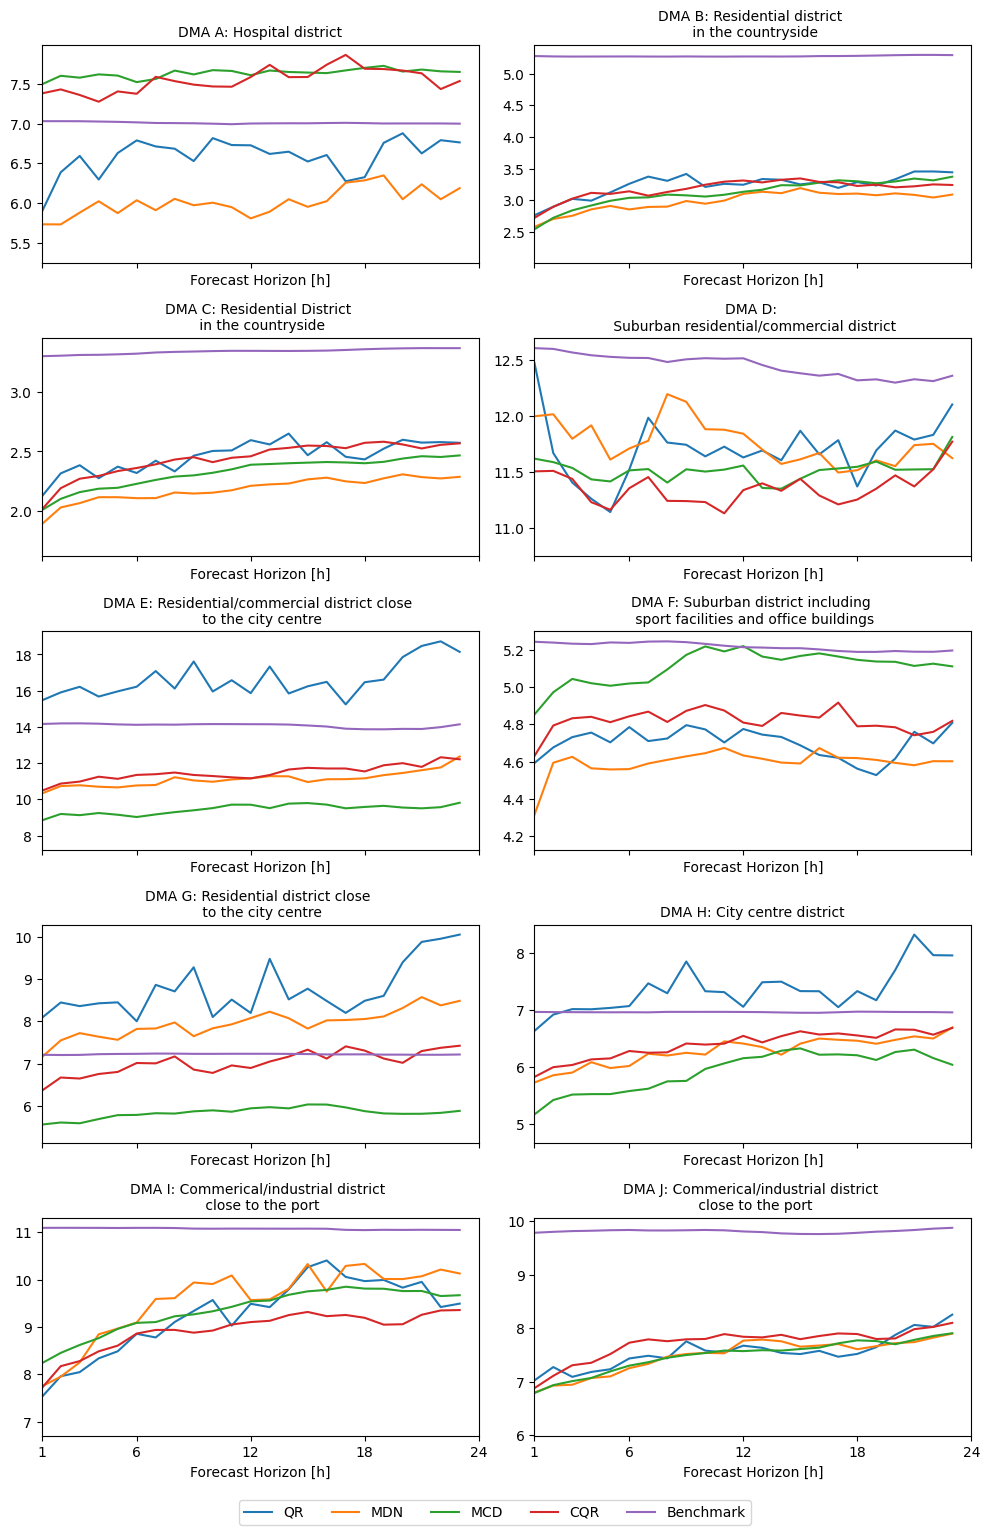 DMA A: Hospital district
7.5
7.0
6.5
6.0
5.5
Forecast Horizon [h]
DMA B: Residential district
in the countryside
5.0
5.5
4.5
4.0
3.5
3.0
2.5
Forecast Horizon [h]
DMA C: Residential District
in the countryside
3.0
2.5
2.0
Forecast Horizon [h]
DMA D:
Suburban residential/commercial district
12.5
12.0
11.5
11.0
Forecast Horizon [h]
DMA E: Residential/commercial district close
to the city centre
18
16
14
12
10
8
Forecast Horizon [h]
DMA F: Suburban district including
sport facilities and office buildings
5.2
5.0
4.8
4.6
4.4
4.2
Forecast Horizon [h]
DMA G: Residential district close
to the city centre
10
9
8
7
6
Forecast Horizon [h]
DMA H: City centre district
8
7
6
5
Forecast Horizon [h]
DMA I: Commerical/industrial district
close to the port
11
10
9
8
7
1 6 12 18 24
Forecast Horizon [h]
DMA J: Commerical/industrial district
close to the port
10
9
8
7
6
1 6 12 18 24
Forecast Horizon [h]
QR MDN MCD CQR Benchmark